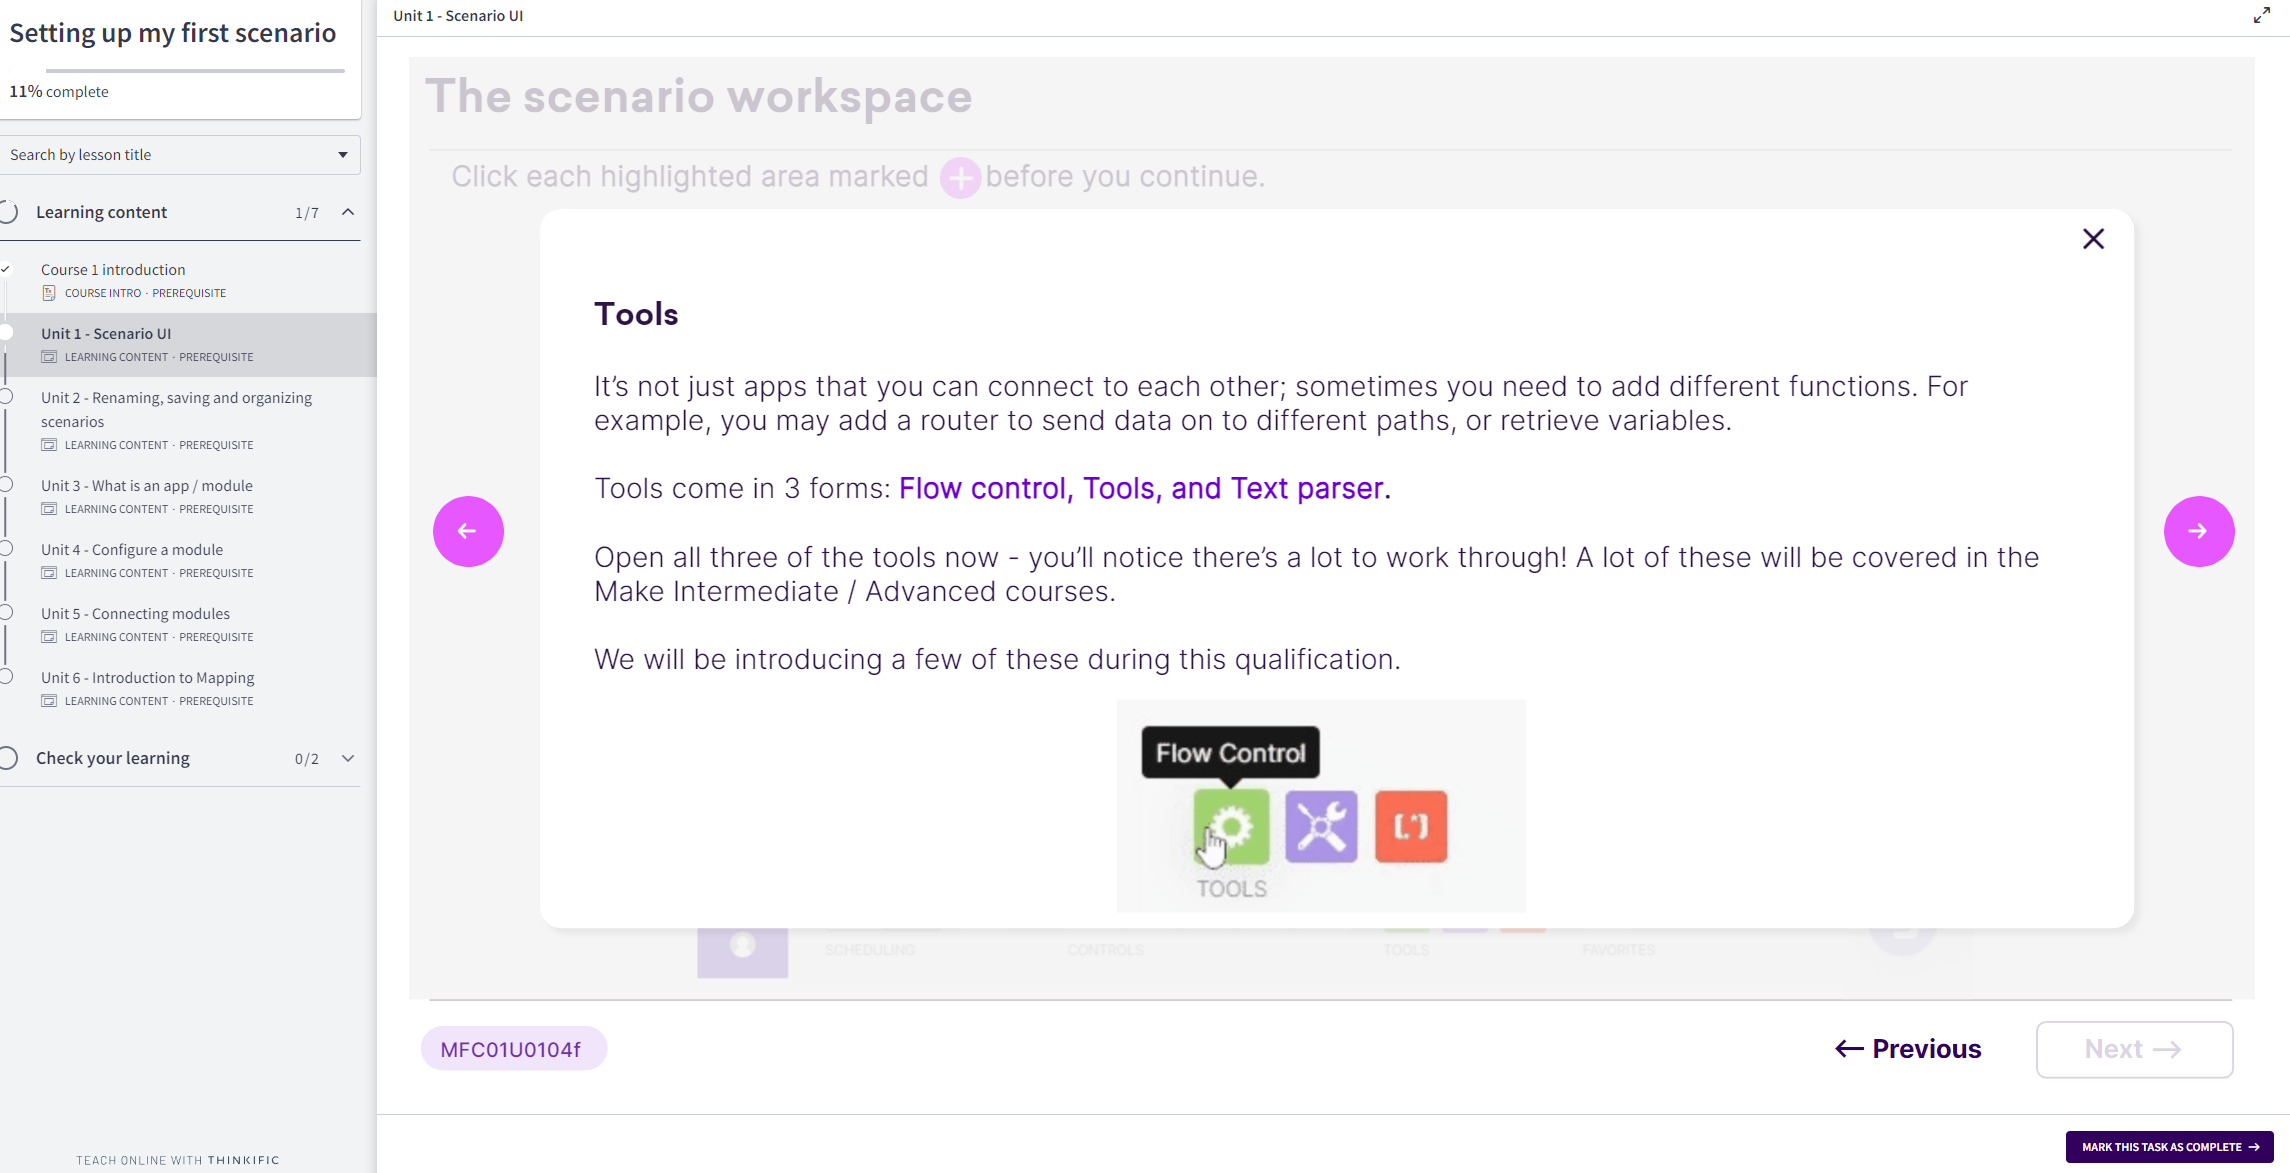 Setting up my first scenario
11% complete
Search by lesson title
Learning content 1/7
Course 1 introduction
COURSE INTRO · PREREQUISITE
Unit 1 - Scenario UI
LEARNING CONTENT · PREREQUISITE
Unit 2 - Renaming, saving and organizing
scenarios
LEARNING CONTENT · PREREQUISITE
Unit 3 - What is an app / module
LEARNING CONTENT · PREREQUISITE
Unit 4 - Configure a module
LEARNING CONTENT · PREREQUISITE
Unit 5 - Connecting modules
LEARNING CONTENT · PREREQUISITE
Unit 6 - Introduction to Mapping
LEARNING CONTENT · PREREQUISITE
Check your learning 0/2
TEACH ONLINE WITH THINKIFIC
Unit 1 - Scenario UI
The scenario workspace
Click each highlighted area marked + before you continue.
Tools
It’s not just apps that you can connect to each other; sometimes you need to add different functions. For
example, you may add a router to send data on to different paths, or retrieve variables.
Tools come in 3 forms: Flow control, Tools, and Text parser.
Open all three of the tools now - you’ll notice there’s a lot to work through! A lot of these will be covered in the
Make Intermediate / Advanced courses.
We will be introducing a few of these during this qualification.
Flow Control
TOOLS
SCHEDULING CONTROLS TOOLS FAVORITES
MFC01U0104f
← Previous
Next →
MARK THIS TASK AS COMPLETE →